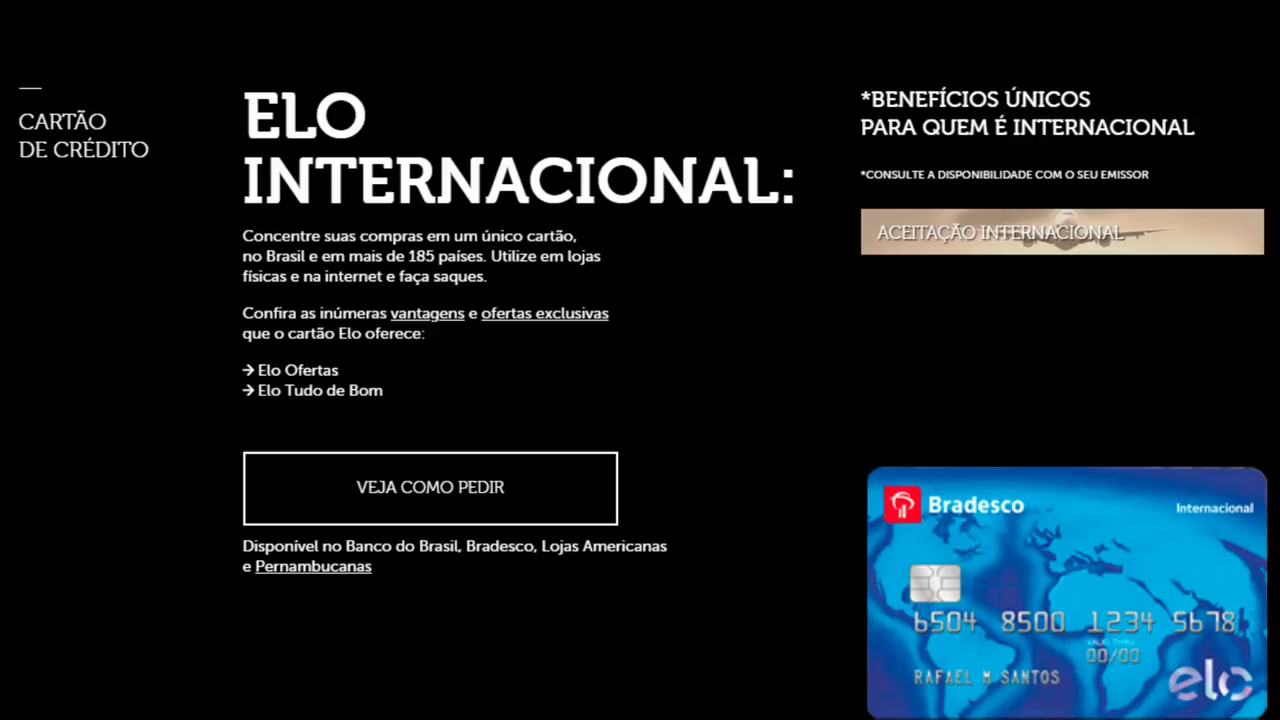 CARTÃO
DE CRÉDITO
ELO
INTERNACIONAL:
Concentre suas compras em um único cartão,
no Brasil e em mais de 185 países. Utilize em lojas
físicas e na internet e faça saques.
Confira as inúmeras vantagens e ofertas exclusivas
que o cartão Elo oferece:
→ Elo Ofertas
→ Elo Tudo de Bom
VEJA COMO PEDIR
Disponível no Banco do Brasil, Bradesco, Lojas Americanas
e Pernambucanas
*BENEFÍCIOS ÚNICOS
PARA QUEM É INTERNACIONAL
*CONSULTE A DISPONIBILIDADE COM O SEU EMISSOR
ACEITAÇÃO INTERNACIONAL
Bradesco
Internacional
6504 8500 1234 5678
VALID THRU
00/00
RAFAEL M SANTOS
elo